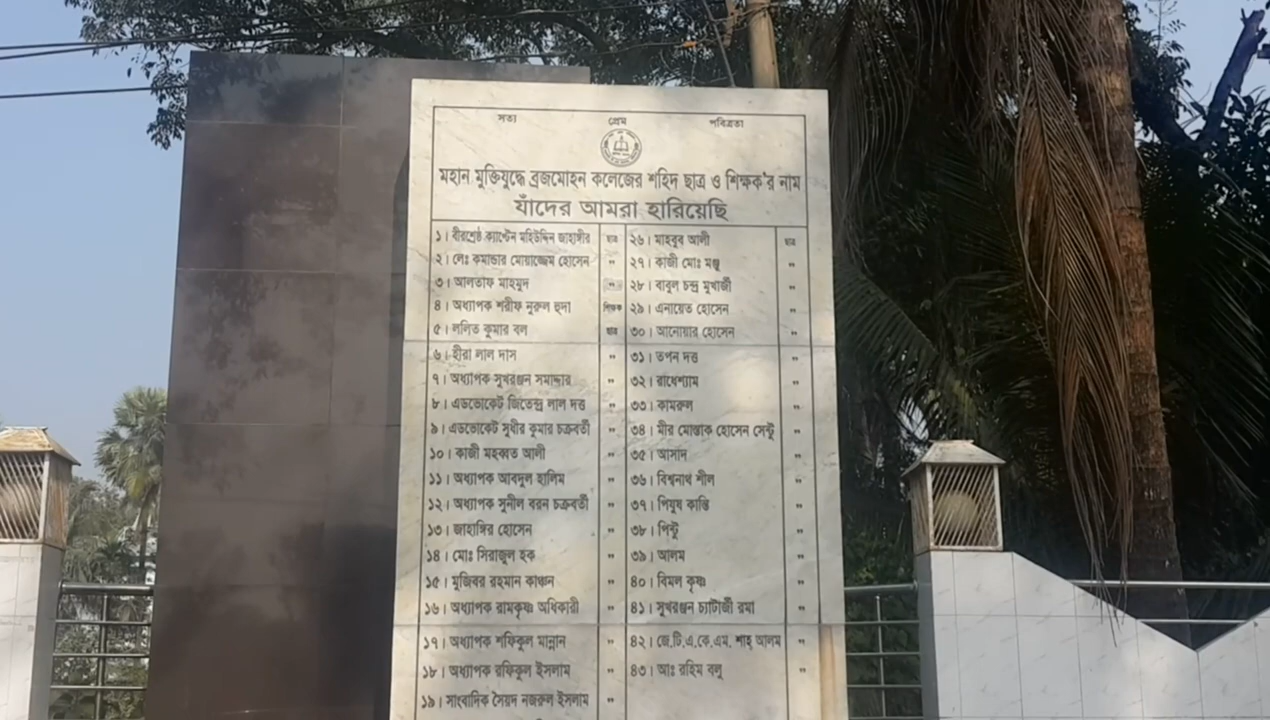 সত্য প্রেম পবিত্রতা
মহান মুক্তিযুদ্ধে ব্রজমোহন কলেজের শহিদ ছাত্র ও শিক্ষক'র নাম
যাঁদের আমরা হারিয়েছি
১। বীরশ্রেষ্ঠ ক্যাপ্টেন মহিউদ্দিন জাহাঙ্গীর ছাত্র
২। লেঃ কমান্ডার মোয়াজ্জেম হোসেন "
৩। আলতাফ মাহমুদ "
৪। অধ্যাপক শরীফ নুরুল হুদা শিক্ষক
৫। ললিত কুমার বল ছাত্র
৬। হীরা লাল দাস "
৭। অধ্যাপক সুখরঞ্জন সমাদ্দার "
৮। এডভোকেট জিতেন্দ্র লাল দত্ত "
৯। এডভোকেট সুধীর কুমার চক্রবর্তী "
১০। কাজী মহব্বত আলী "
১১। অধ্যাপক আবদুল হালিম "
১২। অধ্যাপক সুনীল বরন চক্রবর্তী "
১৩। জাহাঙ্গির হোসেন "
১৪। মোঃ সিরাজুল হক "
১৫। মুজিবর রহমান কাঞ্চন "
১৬। অধ্যাপক রামকৃষ্ণ অধিকারী "
১৭। অধ্যাপক শফিকুল মান্নান "
১৮। অধ্যাপক রফিকুল ইসলাম "
১৯। সাংবাদিক সৈয়দ নজরুল ইসলাম "
২৬। মাহবুব আলী ছাত্র
২৭। কাজী মোঃ মঞ্জু "
২৮। বাবুল চন্দ্র মুখার্জী "
২৯। এনায়েত হোসেন "
৩০। আনোয়ার হোসেন "
৩১। তপন দত্ত "
৩২। রাধেশ্যাম "
৩৩। কামরুল "
৩৪। মীর মোস্তাক হোসেন সেন্টু "
৩৫। আসাদ "
৩৬। বিশ্বনাথ শীল "
৩৭। পিযুষ কান্তি "
৩৮। পিন্টু "
৩৯। আলম "
৪০। বিমল কৃষ্ণ "
৪১। সুখরঞ্জন চ্যাটার্জী রমা "
৪২। জে.টি.এ.কে.এম. শাহ্ আলম "
৪৩। আঃ রহিম বলু "